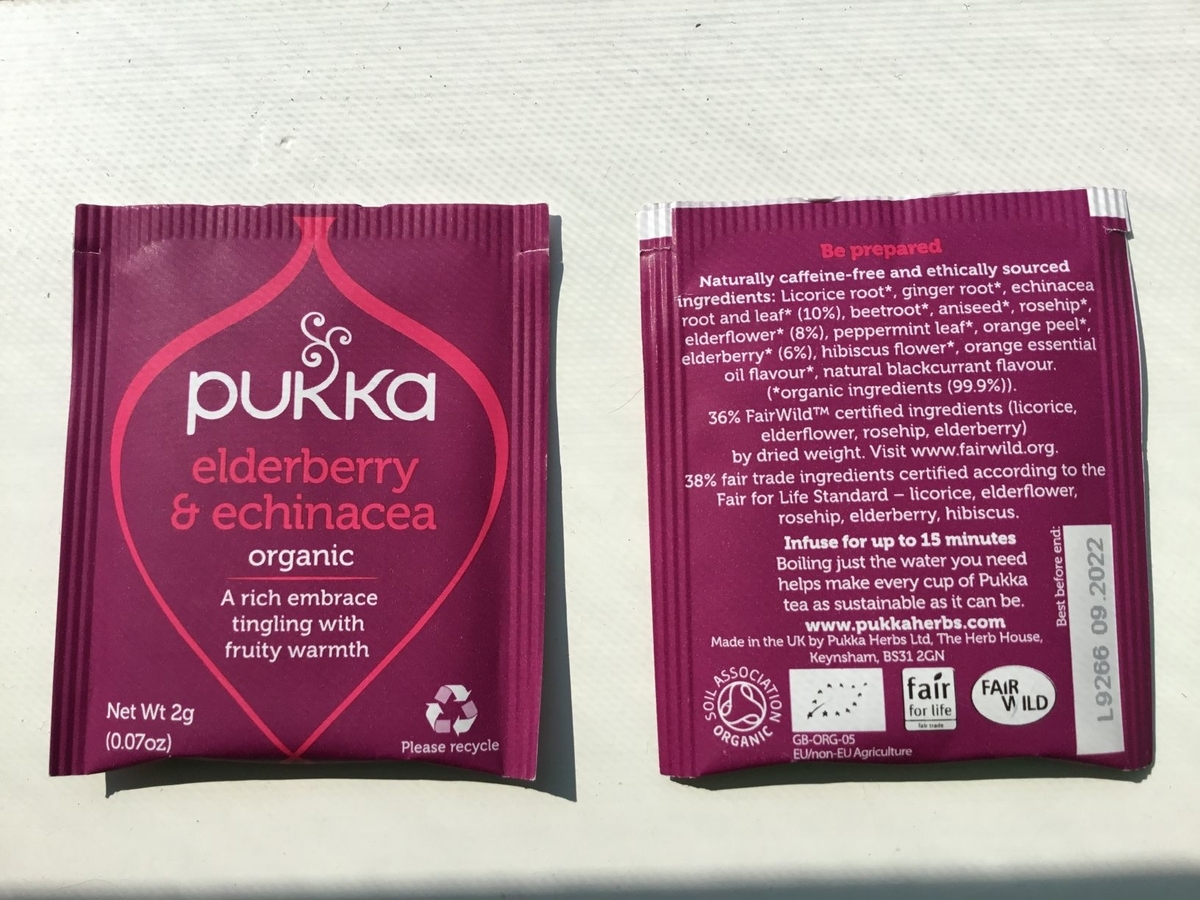 pukka
elderberry
& echinacea
organic
A rich embrace
tingling with
fruity warmth
Net Wt 2g
(0.07oz)
Please recycle
Be prepared
Naturally caffeine-free and ethically sourced
ingredients: Licorice root*, ginger root*, echinacea
root and leaf* (10%), beetroot*, aniseed*, rosehip*,
elderflower* (8%), peppermint leaf*, orange peel*,
elderberry* (6%), hibiscus flower*, orange essential
oil flavour*, natural blackcurrant flavour.
(*organic ingredients (99.9%)).
36% FairWild™ certified ingredients (licorice,
elderflower, rosehip, elderberry)
by dried weight. Visit www.fairwild.org.
38% fair trade ingredients certified according to the
Fair for Life Standard – licorice, elderflower,
rosehip, elderberry, hibiscus.
Infuse for up to 15 minutes
Boiling just the water you need
helps make every cup of Pukka
tea as sustainable as it can be.
www.pukkaherbs.com
Made in the UK by Pukka Herbs Ltd, The Herb House,
Keynsham, BS31 2GN
Best before end:
L9266 09.2022
SOIL ASSOCIATION
ORGANIC
GB-ORG-05
EU/non-EU Agriculture
fair
for life
fair trade
FAIR
WILD